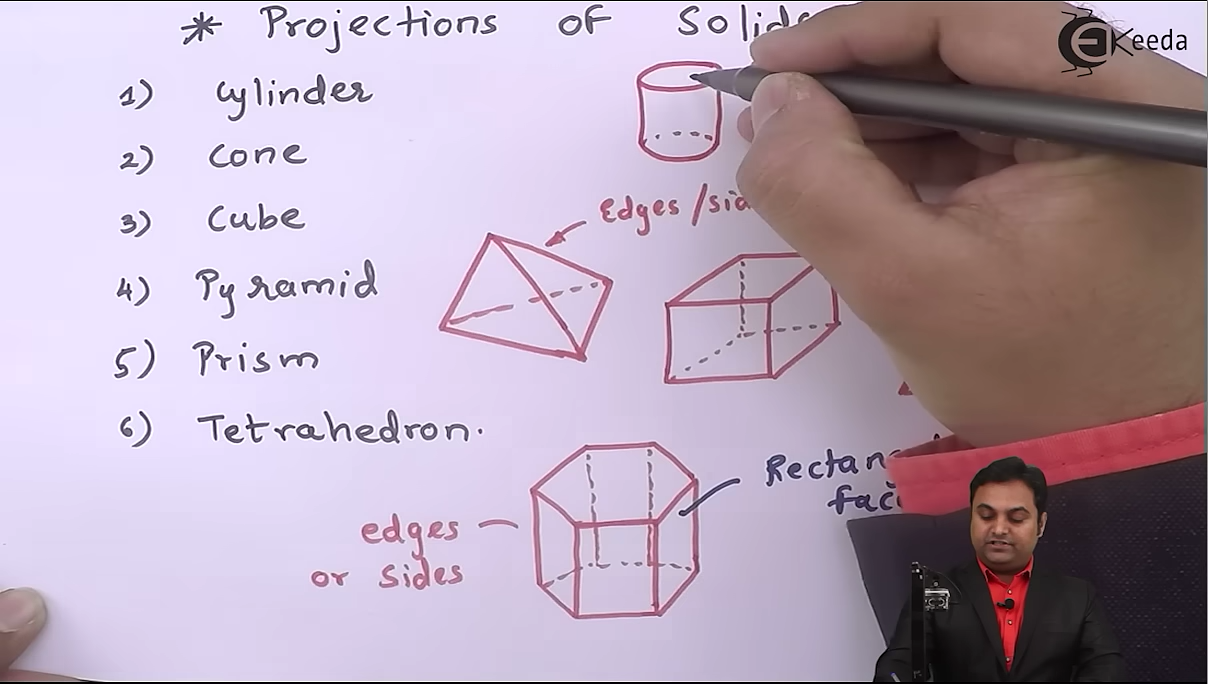 * Projections of Solids
EKeeda
1) Cylinder
2) Cone
3) Cube
4) Pyramid
5) Prism
6) Tetrahedron.
Edges /
edges
or sides